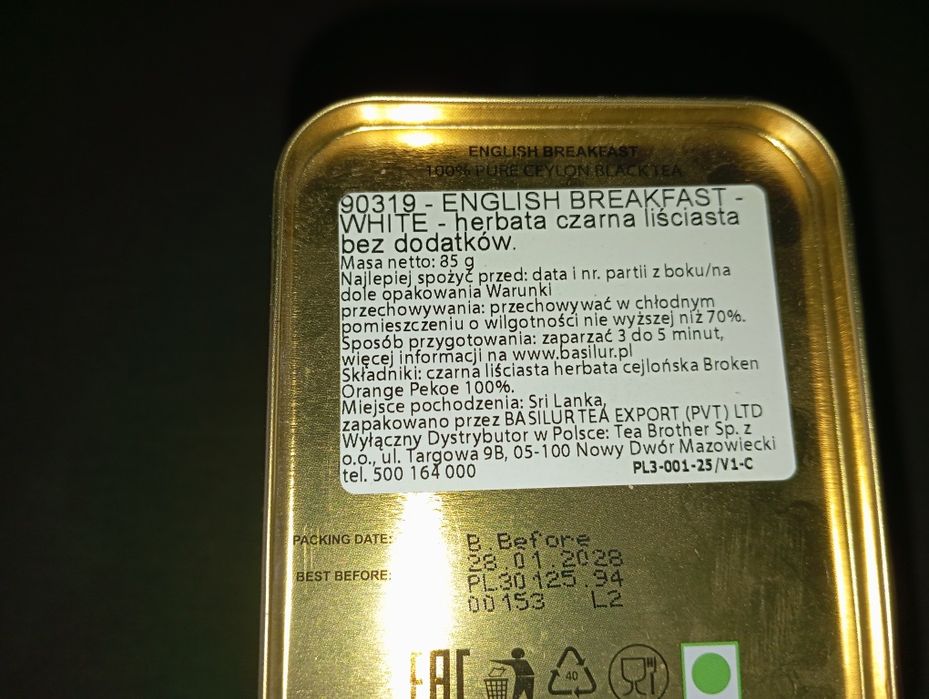 ENGLISH BREAKFAST
100% PURE CEYLON BLACK TEA
90319 - ENGLISH BREAKFAST -
WHITE - herbata czarna liściasta
bez dodatków.
Masa netto: 85 g
Najlepiej spożyć przed: data i nr. partii z boku/na
dole opakowania Warunki
przechowywania: przechowywać w chłodnym
pomieszczeniu o wilgotności nie wyższej niż 70%.
Sposób przygotowania: zaparzać 3 do 5 minut,
więcej informacji na www.basilur.pl
Składniki: czarna liściasta herbata cejlońska Broken
Orange Pekoe 100%.
Miejsce pochodzenia: Sri Lanka,
zapakowano przez BASILUR TEA EXPORT (PVT) LTD
Wyłączny Dystrybutor w Polsce: Tea Brother Sp. z
o.o., ul. Targowa 9B, 05-100 Nowy Dwór Mazowiecki
tel. 500 164 000 PL3-001-25/V1-C
PACKING DATE: B.Before
28.01.2028
BEST BEFORE: PL30125.94
00153 L2
EAC
40